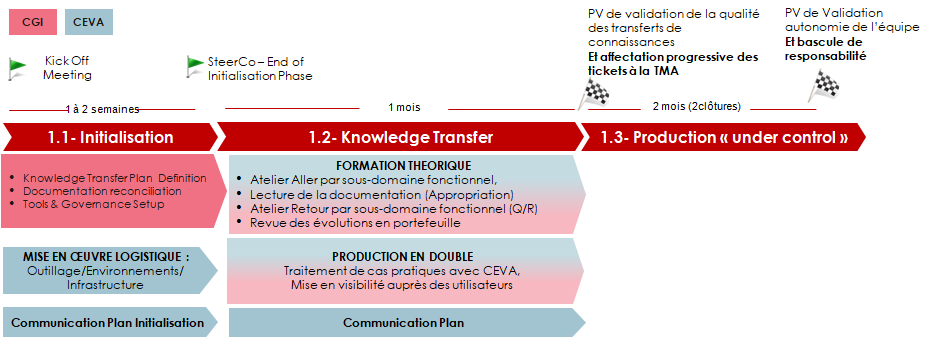 CGI
CEVA
Kick Off
Meeting
SteerCo – End of
Initialisation Phase
PV de validation de la qualité
des transferts de
connaissances
Et affectation progressive des
tickets à la TMA
PV de Validation
autonomie de l'équipe
Et bascule de
responsabilité
1 à 2 semaines
1 mois
2 mois (2clôtures)
1.1- Initialisation
1.2- Knowledge Transfer
1.3- Production « under control »
• Knowledge Transfer Plan Definition
• Documentation reconciliation
• Tools & Governance Setup
FORMATION THEORIQUE
• Atelier Aller par sous-domaine fonctionnel,
• Lecture de la documentation (Appropriation)
• Atelier Retour par sous-domaine fonctionnel (Q/R)
• Revue des évolutions en portefeuille
MISE EN ŒUVRE LOGISTIQUE :
Outillage/Environnements/
Infrastructure
PRODUCTION EN DOUBLE
Traitement de cas pratiques avec CEVA,
Mise en visibilité auprès des utilisateurs
Communication Plan Initialisation
Communication Plan